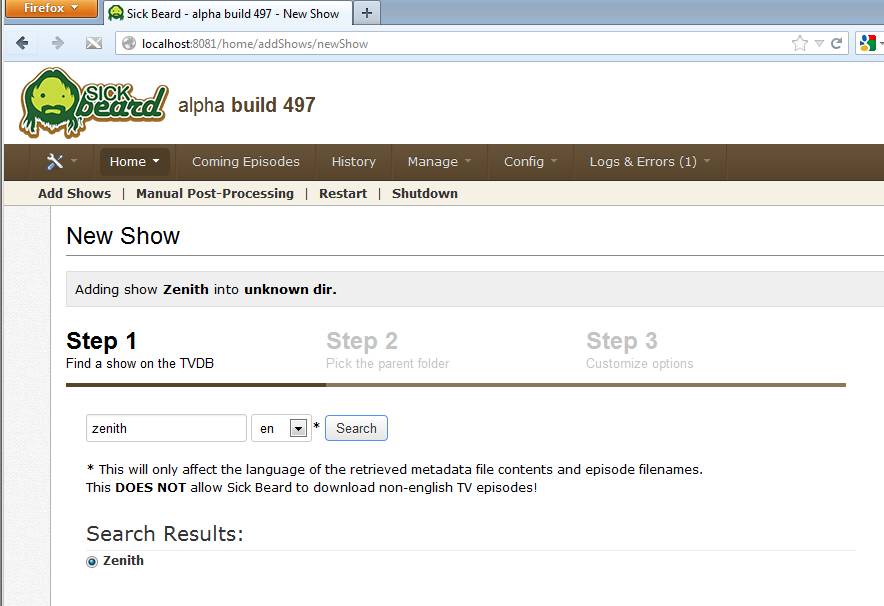 Firefox
Sick Beard - alpha build 497 - New Show
localhost:8081/home/addShows/newShow
SICK beard alpha build 497
Home Coming Episodes History Manage Config Logs & Errors (1)
Add Shows | Manual Post-Processing | Restart | Shutdown
New Show
Adding show Zenith into unknown dir.
Step 1 Step 2 Step 3
Find a show on the TVDB Pick the parent folder Customize options
zenith en * Search
* This will only affect the language of the retrieved metadata file contents and episode filenames.
This DOES NOT allow Sick Beard to download non-english TV episodes!
Search Results:
Zenith